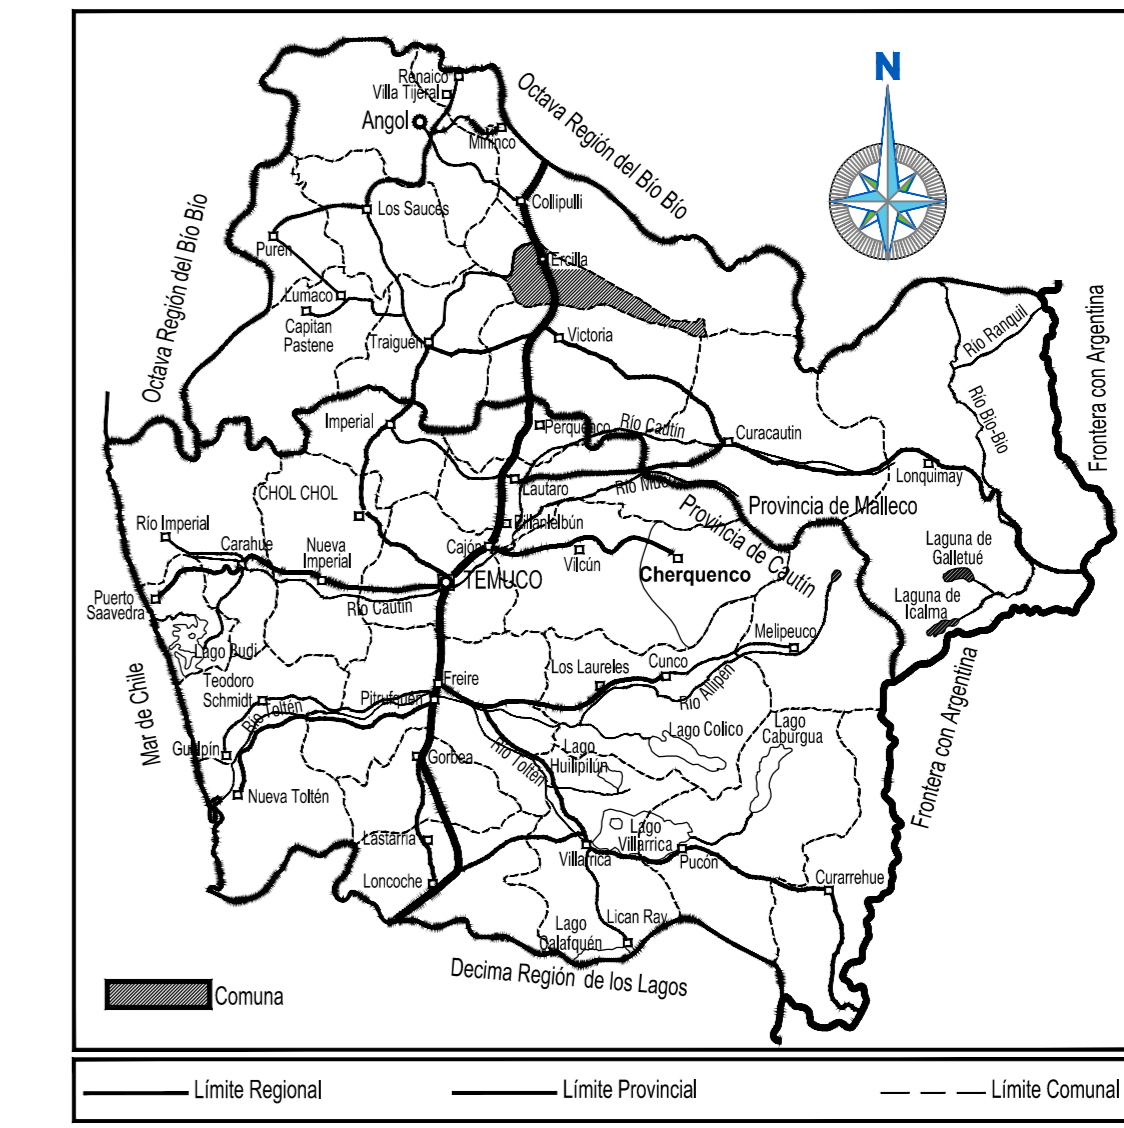 N
Renaico
Villa Tijeral
Angol
Mininco
Octava Región del Bío Bío
Los Sauces
Collipulli
Octava Región del Bío Bío
Puren
Ercilla
Lumaco
Capitan
Pastene
Traiguén
Victoria
Río Ranquil
Frontera con Argentina
Río Bio-Bío
Imperial
Perquenco
Río Cautín
Curacautin
Lonquimay
CHOL CHOL
Lautaro
Río Muco
Provincia de Malleco
Provincia de Cautín
Río Imperial
Pillanlelbún
Carahue
Nueva
Imperial
Cajón
Vilcún
Cherquenco
Laguna de
Galletué
TEMUCO
Laguna de
Icalma
Puerto
Saavedra
Río Cautin
Lago Budi
Melipeuco
Los Laureles
Cunco
Mar de Chile
Teodoro
Schmidt
Freire
Pitrufquen
Río Allipen
Río Toltén
Lago Colico
Lago
Caburgua
Frontera con Argentina
Gualpín
Gorbea
Río Toltén
Lago
Huilipilún
Nueva Toltén
Lastarria
Lago
Villarrica
Villarrica
Pucón
Loncoche
Curarrehue
Lago
Calafquén
Lican Ray
Decima Región de los Lagos
Comuna
Límite Regional
Límite Provincial
Límite Comunal